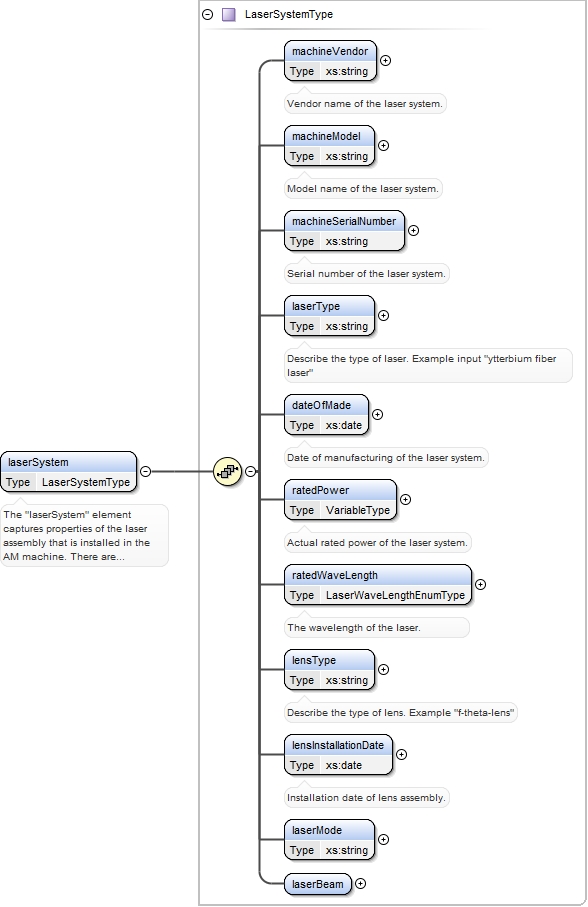 LaserSystemType
machineVendor
Type xs:string
Vendor name of the laser system.
machineModel
Type xs:string
Model name of the laser system.
machineSerialNumber
Type xs:string
Serial number of the laser system.
laserType
Type xs:string
Describe the type of laser. Example input "ytterbium fiber
laser"
dateOfMade
Type xs:date
Date of manufacturing of the laser system.
laserSystem
Type LaserSystemType
The "laserSystem" element
captures properties of the laser
assembly that is installed in the
AM machine. There are...
ratedPower
Type VariableType
Actual rated power of the laser system.
ratedWaveLength
Type LaserWaveLengthEnumType
The wavelength of the laser.
lensType
Type xs:string
Describe the type of lens. Example "f-theta-lens"
lensInstallationDate
Type xs:date
Installation date of lens assembly.
laserMode
Type xs:string
laserBeam